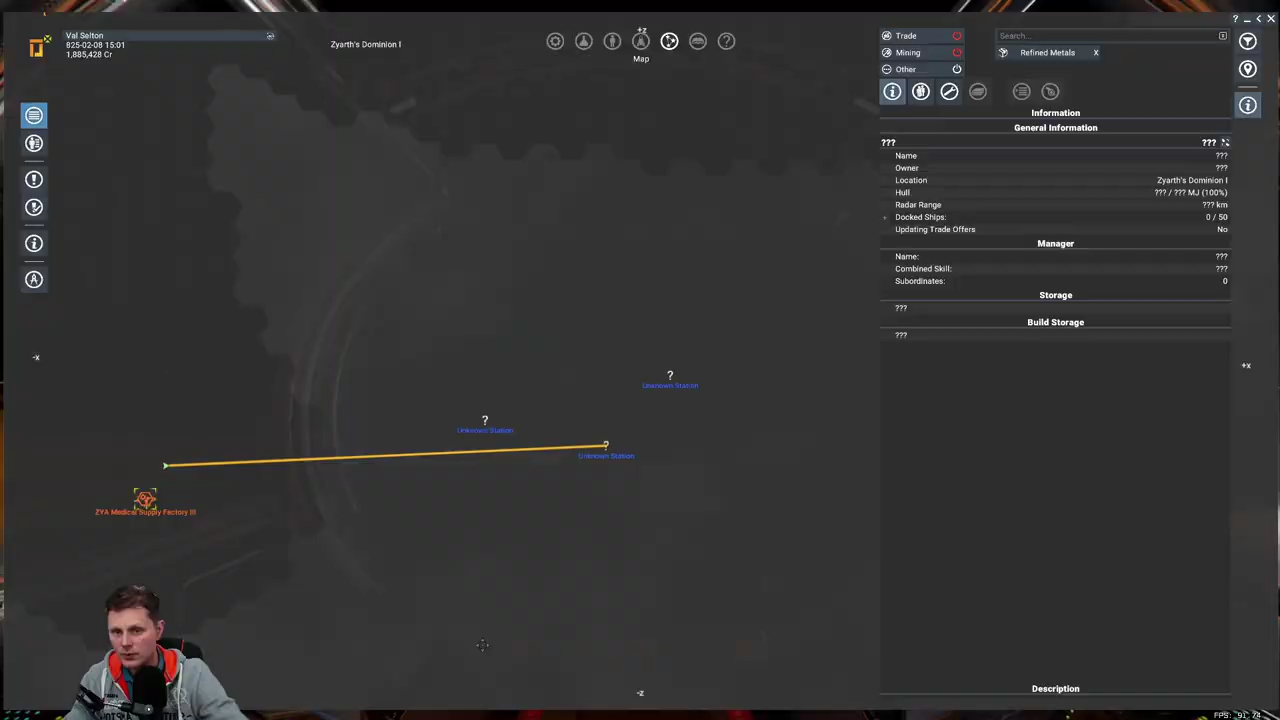 Val Selton
825-02-08 15:01
1,885,428 Cr
Zyarth's Dominion I
+z
Map
Trade
Mining
Other
Search...
Refined Metals X
Information
General Information
??? ???
Name ???
Owner ???
Location Zyarth's Dominion I
Hull ??? / ??? MJ (100%)
Radar Range ??? km
+ Docked Ships: 0 / 50
Updating Trade Offers No
Manager
Name: ???
Combined Skill: ???
Subordinates: 0
Storage
???
Build Storage
???
-x
+x
?
Unknown Station
?
Unknown Station
?
Unknown Station
ZYA Medical Supply Factory III
-z
Description
FPS: 91.74